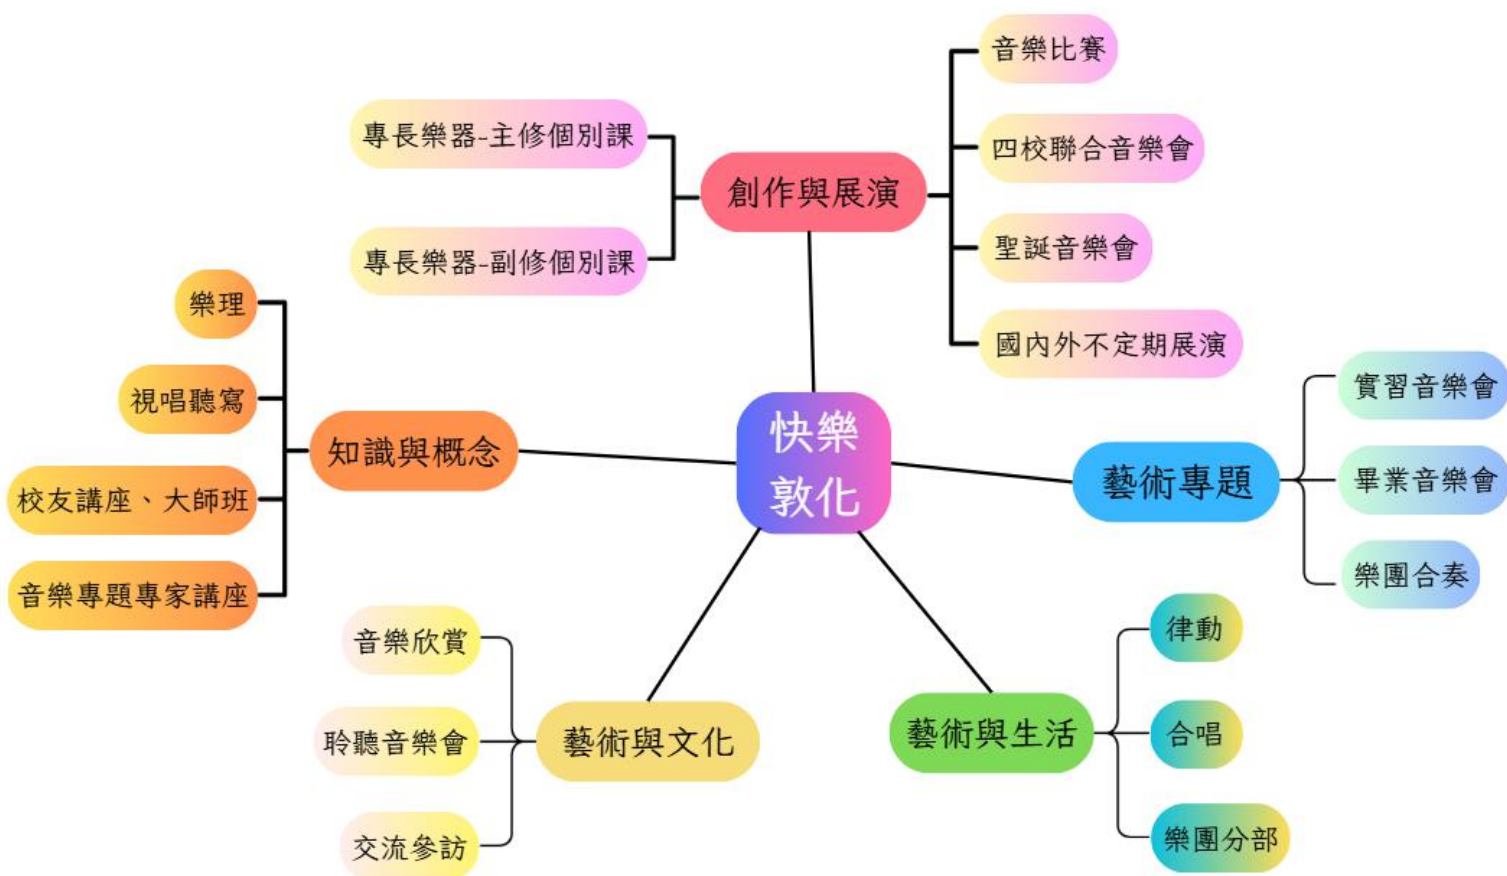 快樂
敦化
創作與展演
專長樂器-主修個別課
專長樂器-副修個別課
音樂比賽
四校聯合音樂會
聖誕音樂會
國內外不定期展演
知識與概念
樂理
視唱聽寫
校友講座、大師班
音樂專題專家講座
藝術專題
實習音樂會
畢業音樂會
樂團合奏
藝術與文化
音樂欣賞
聆聽音樂會
交流參訪
藝術與生活
律動
合唱
樂團分部